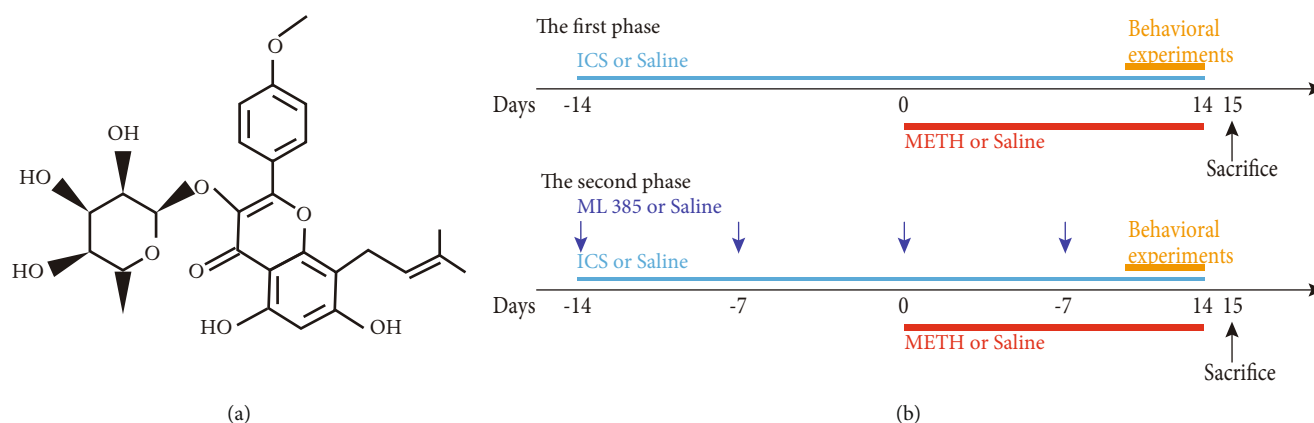 O
OH
HO
HO
O
O
O
O
HO
OH
(a)
The first phase
Behavioral
experiments
ICS or Saline
Days -14 0 14 15
METH or Saline
Sacrifice
The second phase
ML 385 or Saline
Behavioral
experiments
ICS or Saline
Days -14 -7 0 -7 14 15
METH or Saline
Sacrifice
(b)